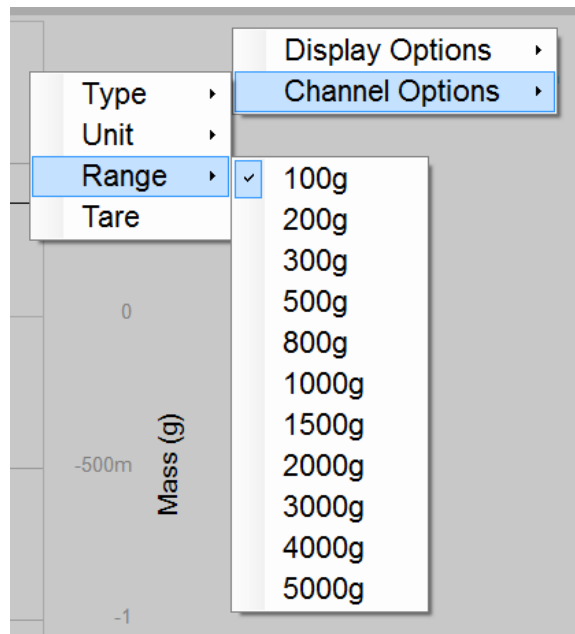 Display Options
Channel Options
Type
Unit
Range
Tare
100g
200g
300g
500g
800g
1000g
1500g
2000g
3000g
4000g
5000g
0
-500m
-1
Mass (g)